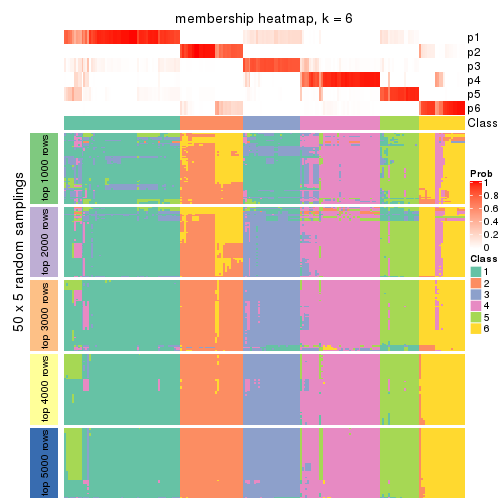 membership heatmap, k = 6
p1
p2
p3
p4
p5
p6
Class
50 x 5 random samplings
top 1000 rows
top 2000 rows
top 3000 rows
top 4000 rows
top 5000 rows
Prob
1
0.8
0.6
0.4
0.2
0
Class
1
2
3
4
5
6